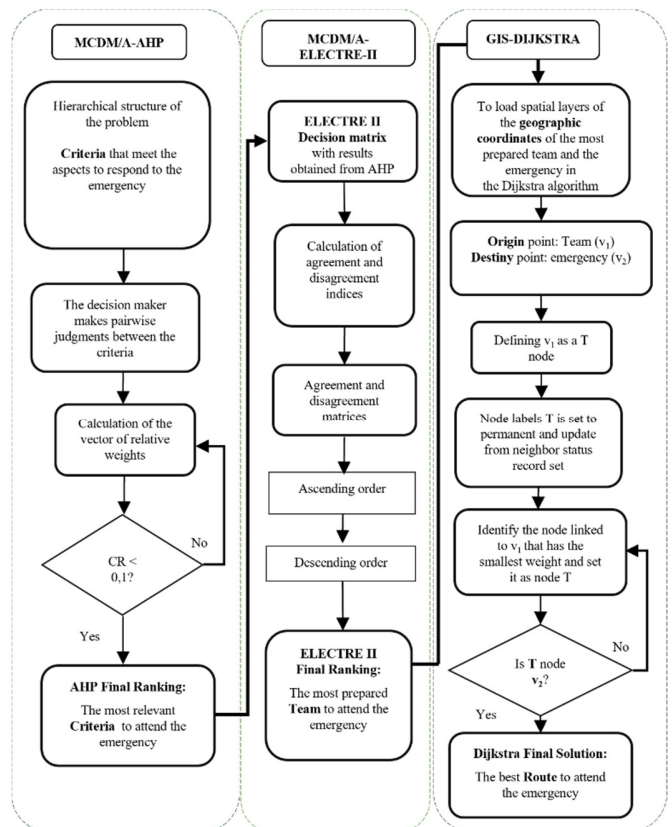 MCDM/A-AHP
Hierarchical structure of
the problem
Criteria that meet the
aspects to respond to the
emergency
The decision maker
makes pairwise
judgments between the
criteria
Calculation of the
vector of relative
weights
CR <
0,1?
No
Yes
AHP Final Ranking:
The most relevant
Criteria to attend the
emergency
MCDM/A-
ELECTRE-II
ELECTRE II
Decision matrix
with results
obtained from AHP
Calculation of
agreement and
disagreement
indices
Agreement and
disagreement
matrices
Ascending order
Descending order
ELECTRE II
Final Ranking:
The most prepared
Team to attend the
emergency
GIS-DIJKSTRA
To load spatial layers of
the geographic
coordinates of the most
prepared team and the
emergency in
the Dijkstra algorithm
Origin point: Team (v₁)
Destiny point: emergency (v₂)
Defining v₁ as a T
node
Node labels T is set to
permanent and update
from neighbor status
record set
Identify the node linked
to v₁ that has the
smallest weight and set
it as node T
Is T node
v₂?
No
Yes
Dijkstra Final Solution:
The best Route to attend
the emergency